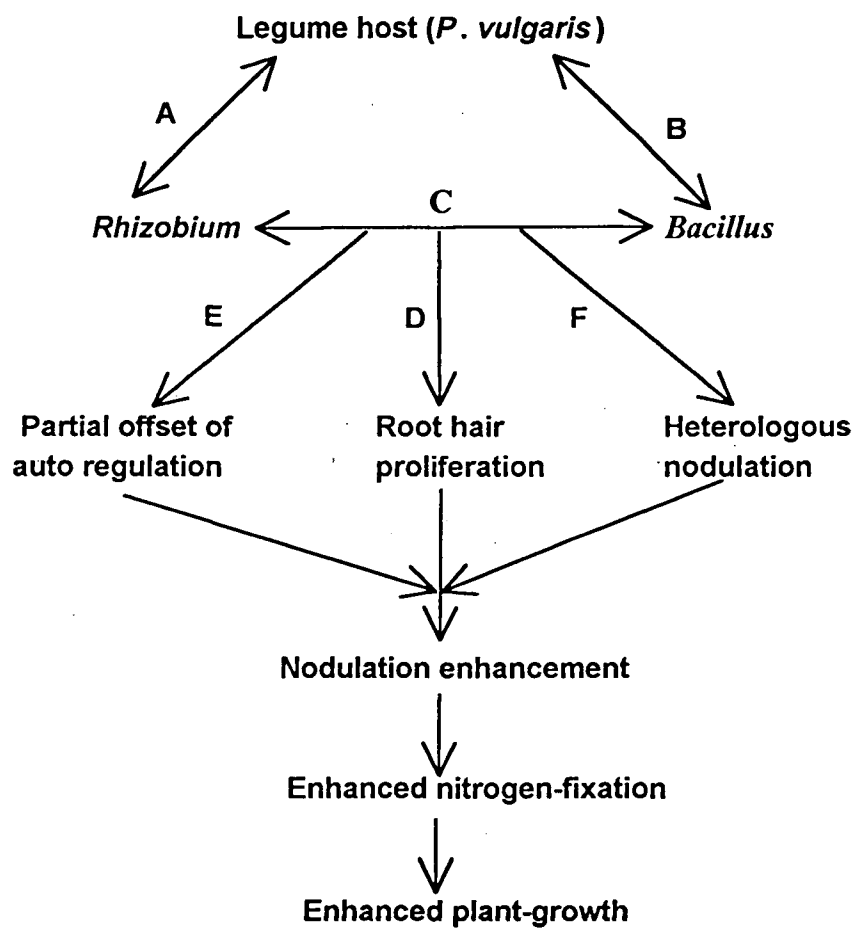 Legume host (P. vulgaris)
A
B
C
Rhizobium
Bacillus
E
D
F
Partial offset of
auto regulation
Root hair
proliferation
Heterologous
nodulation
Nodulation enhancement
Enhanced nitrogen-fixation
Enhanced plant-growth